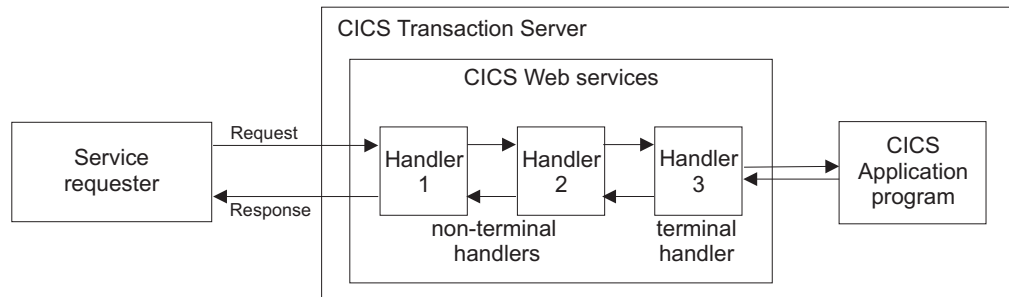 CICS Transaction Server
CICS Web services
Service
requester
Request
Response
Handler
1
Handler
2
Handler
3
non-terminal
handlers
terminal
handler
CICS
Application
program